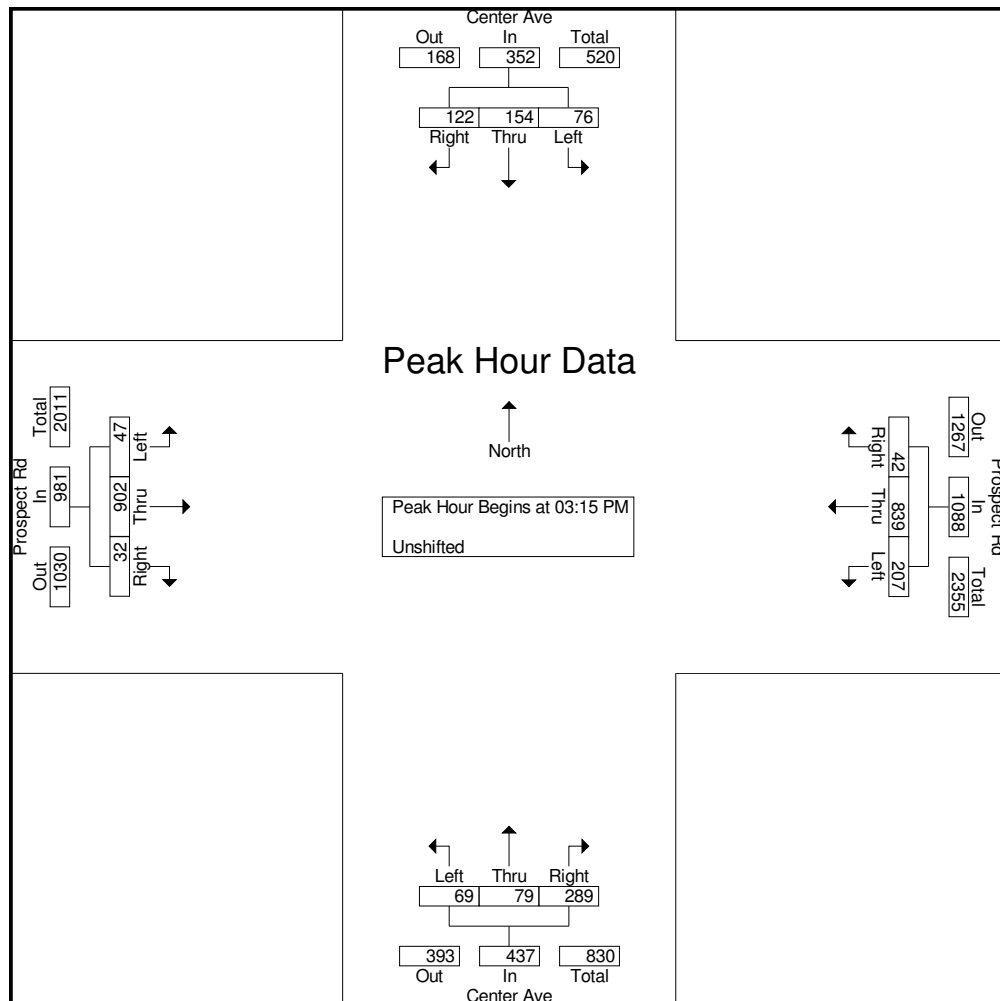 Center Ave
Out In Total
168 352 520
122 154 76
Right Thru Left
Peak Hour Data
North
Peak Hour Begins at 03:15 PM
Unshifted
Prospect Rd
Out In Total
1030 981 2011
32 902 47
Right Thru Left
Prospect Rd
Out In Total
1267 1088 2355
42 839 207
Right Thru Left
Left Thru Right
69 79 289
393 437 830
Out In Total
Center Ave